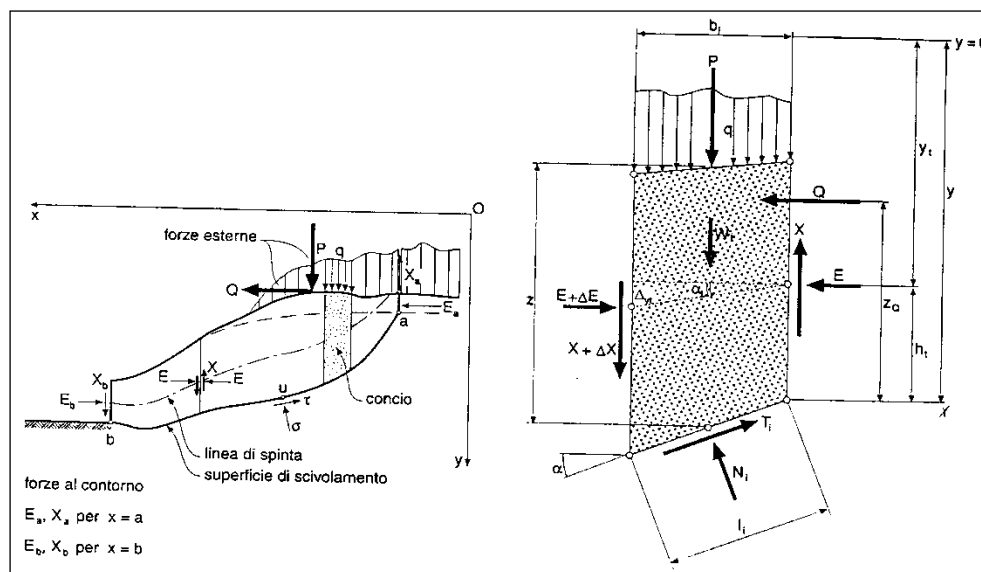 x
O
forze esterne
P
q
X
a
Q
E_a
a
X_b
E_b
X
E
E
u
τ
σ
concio
b
linea di spinta
superficie di scivolamento
y
forze al contorno
E_a, X_a per x = a
E_b, X_b per x = b
b_i
y = 0
P
q
y_t
y
Q
W_i
X
z
E+ΔE
E
z_Q
X + ΔX
h_t
T_i
α
N_i
l_i